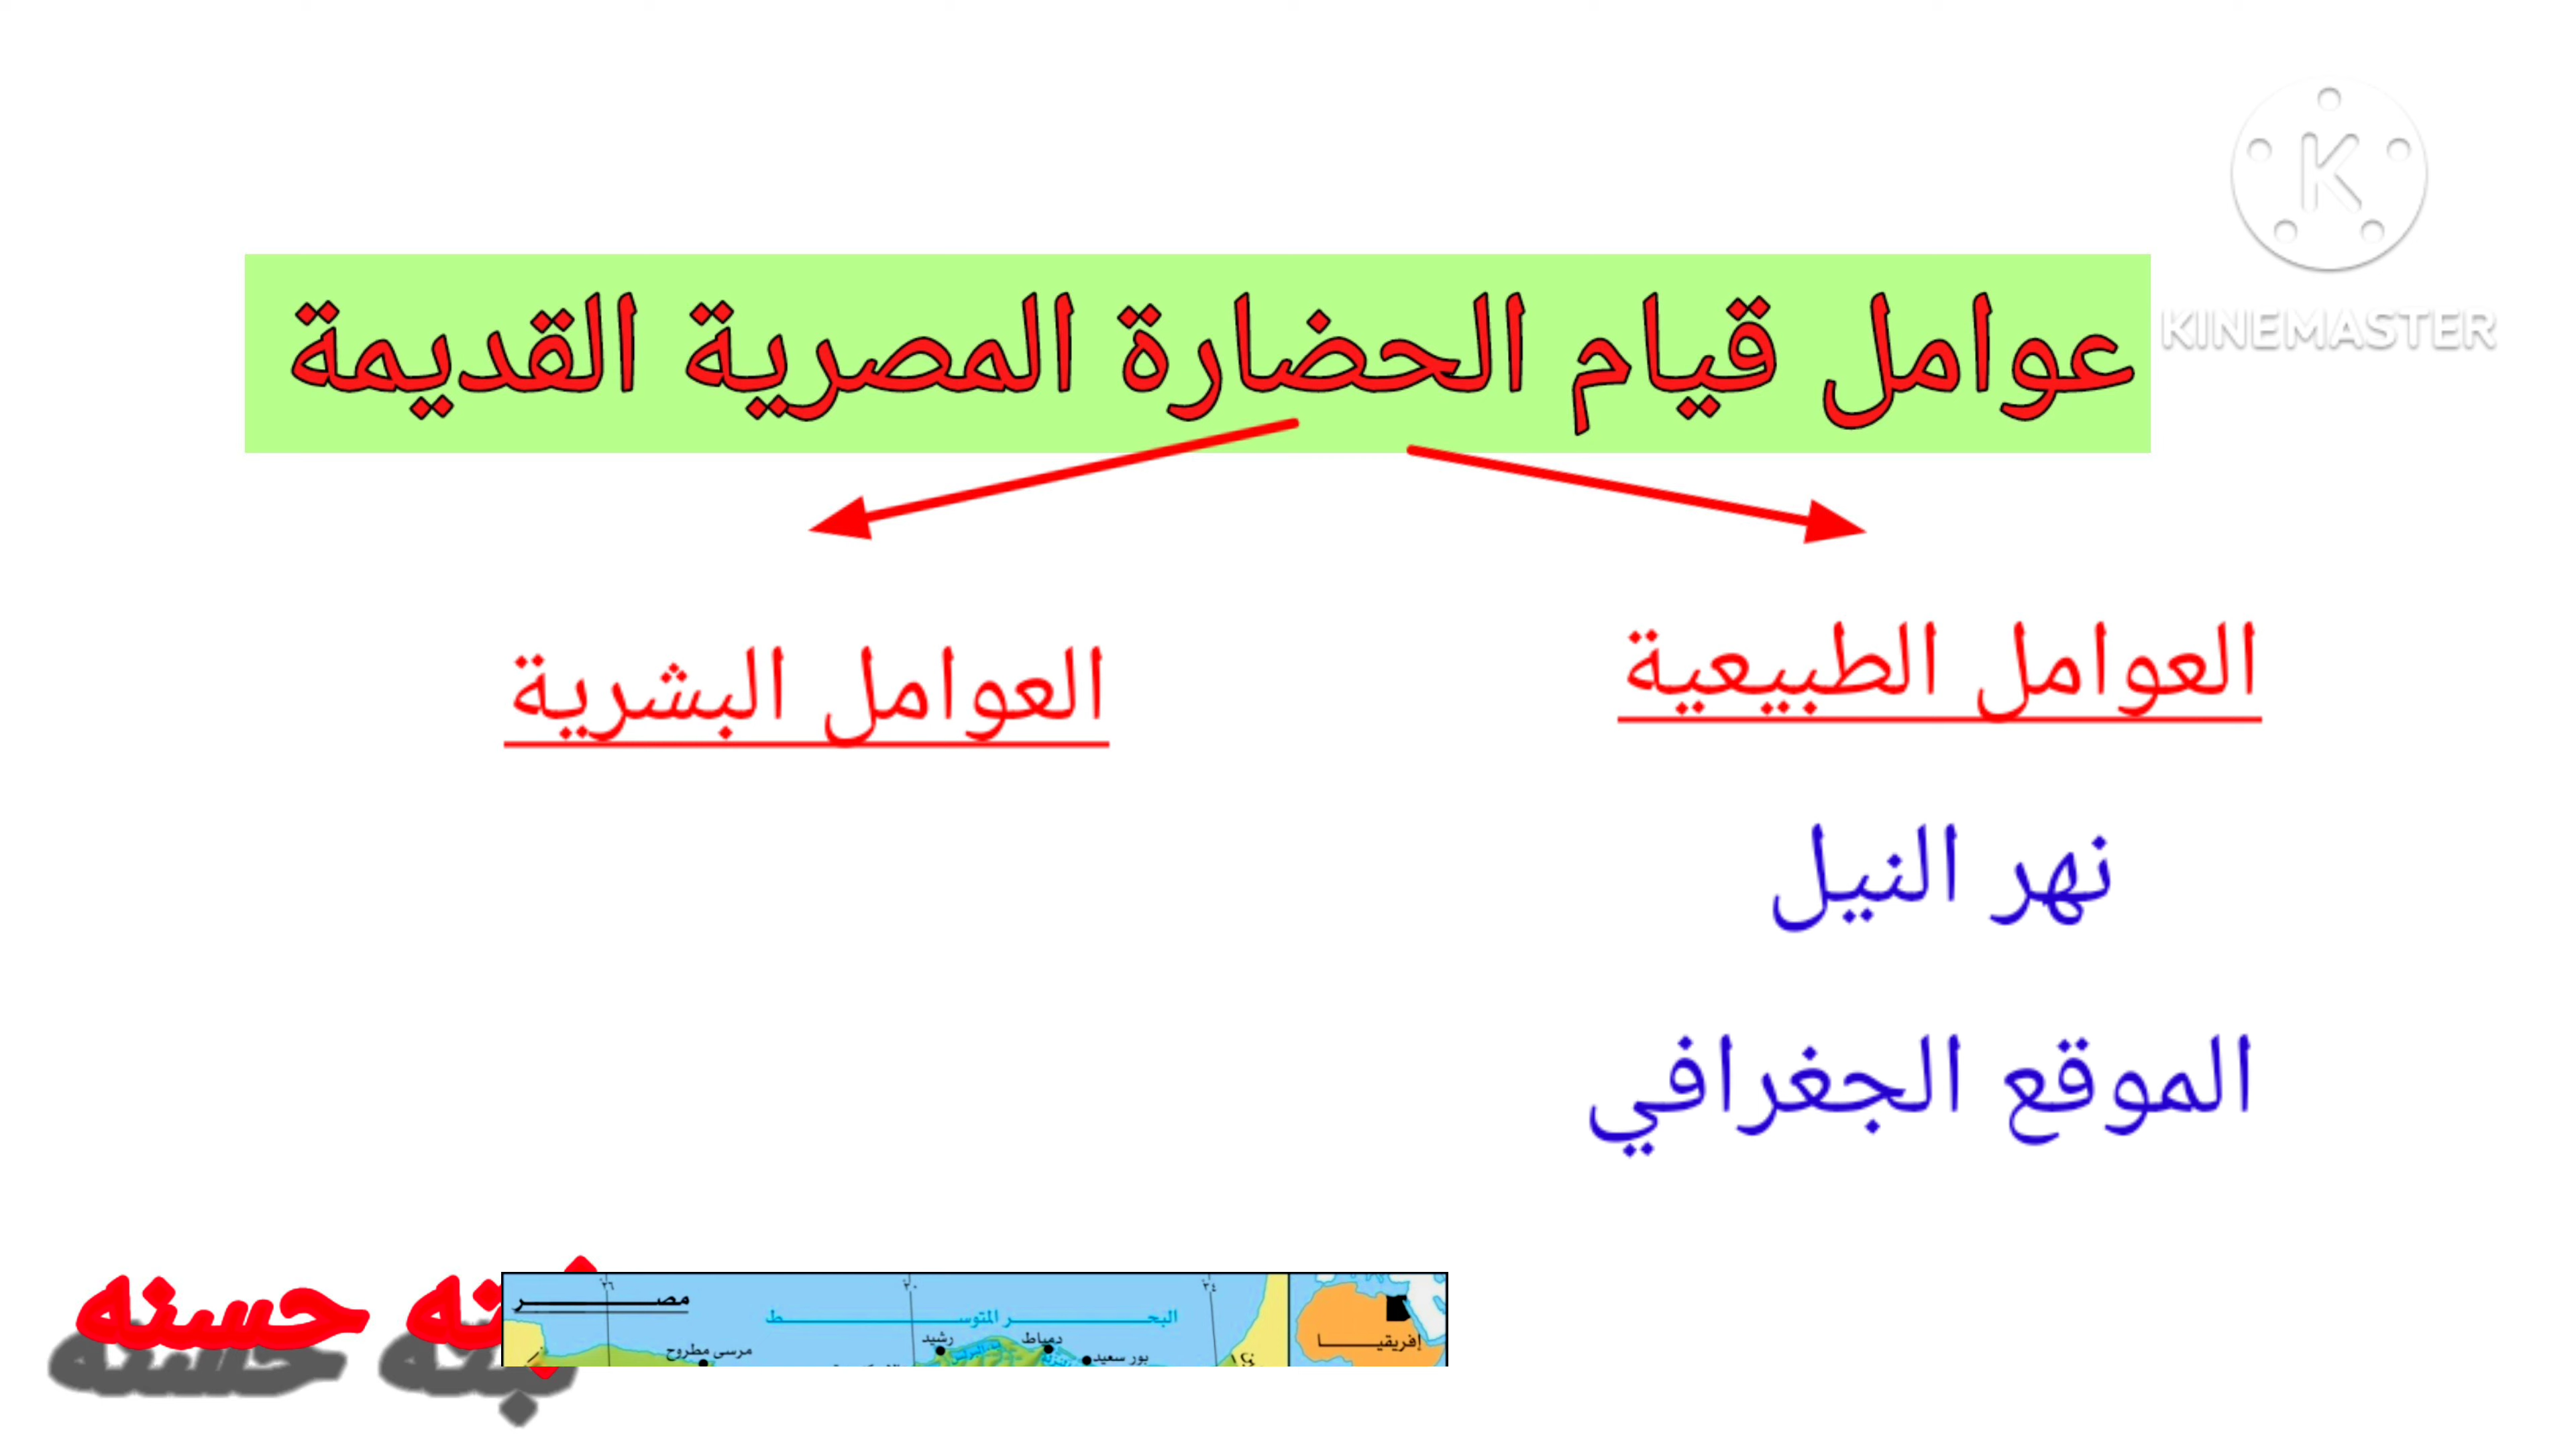 KINEMASTER
عوامل قيام الحضارة المصرية القديمة
العوامل الطبيعية
العوامل البشرية
نهر النيل
الموقع الجغرافي
حسنه
مصر
البحر المتوسط
رشيد
دمياط
بور سعيد
مرسى مطروح
إفريقيا